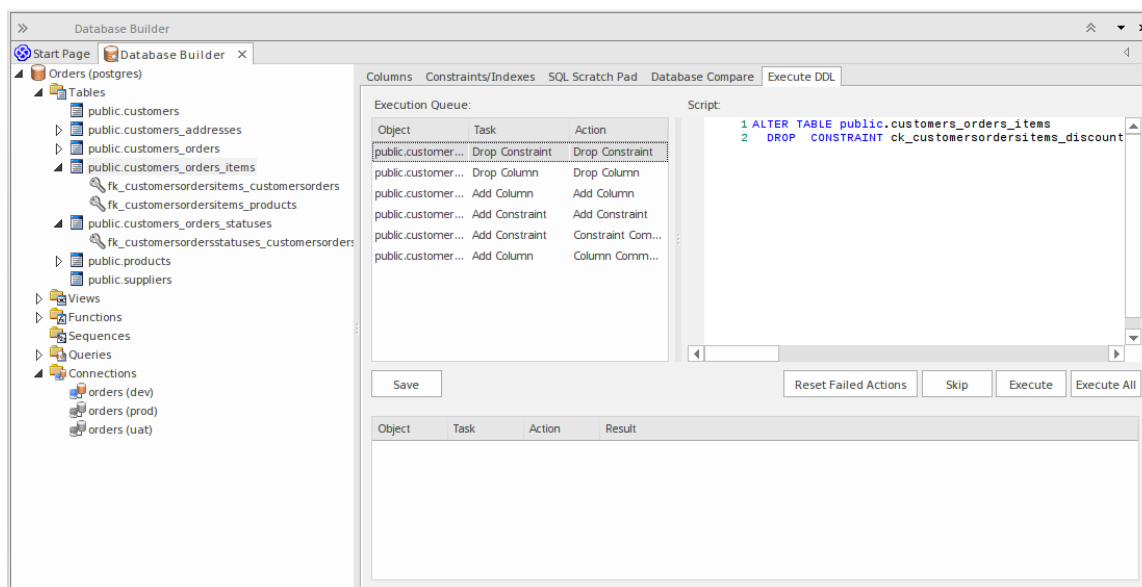 Database Builder
Start Page
Database Builder
Orders (postgres)
Tables
public.customers
public.customers_addresses
public.customers_orders
public.customers_orders_items
fk_customersordersitems_customersorders
fk_customersordersitems_products
public.customers_orders_statuses
fk_customersordersstatuses_customersorders
public.products
public.suppliers
Views
Functions
Sequences
Queries
Connections
orders (dev)
orders (prod)
orders (uat)
Columns Constraints/Indexes SQL Scratch Pad Database Compare Execute DDL
Execution Queue:
Object Task Action
public.customer... Drop Constraint Drop Constraint
public.customer... Drop Column Drop Column
public.customer... Add Column Add Column
public.customer... Add Constraint Add Constraint
public.customer... Add Constraint Constraint Com...
public.customer... Add Column Column Comm...
Script:
1 ALTER TABLE public.customers_orders_items
2 DROP CONSTRAINT ck_customersordersitems_discount
Save Reset Failed Actions Skip Execute Execute All
Object Task Action Result